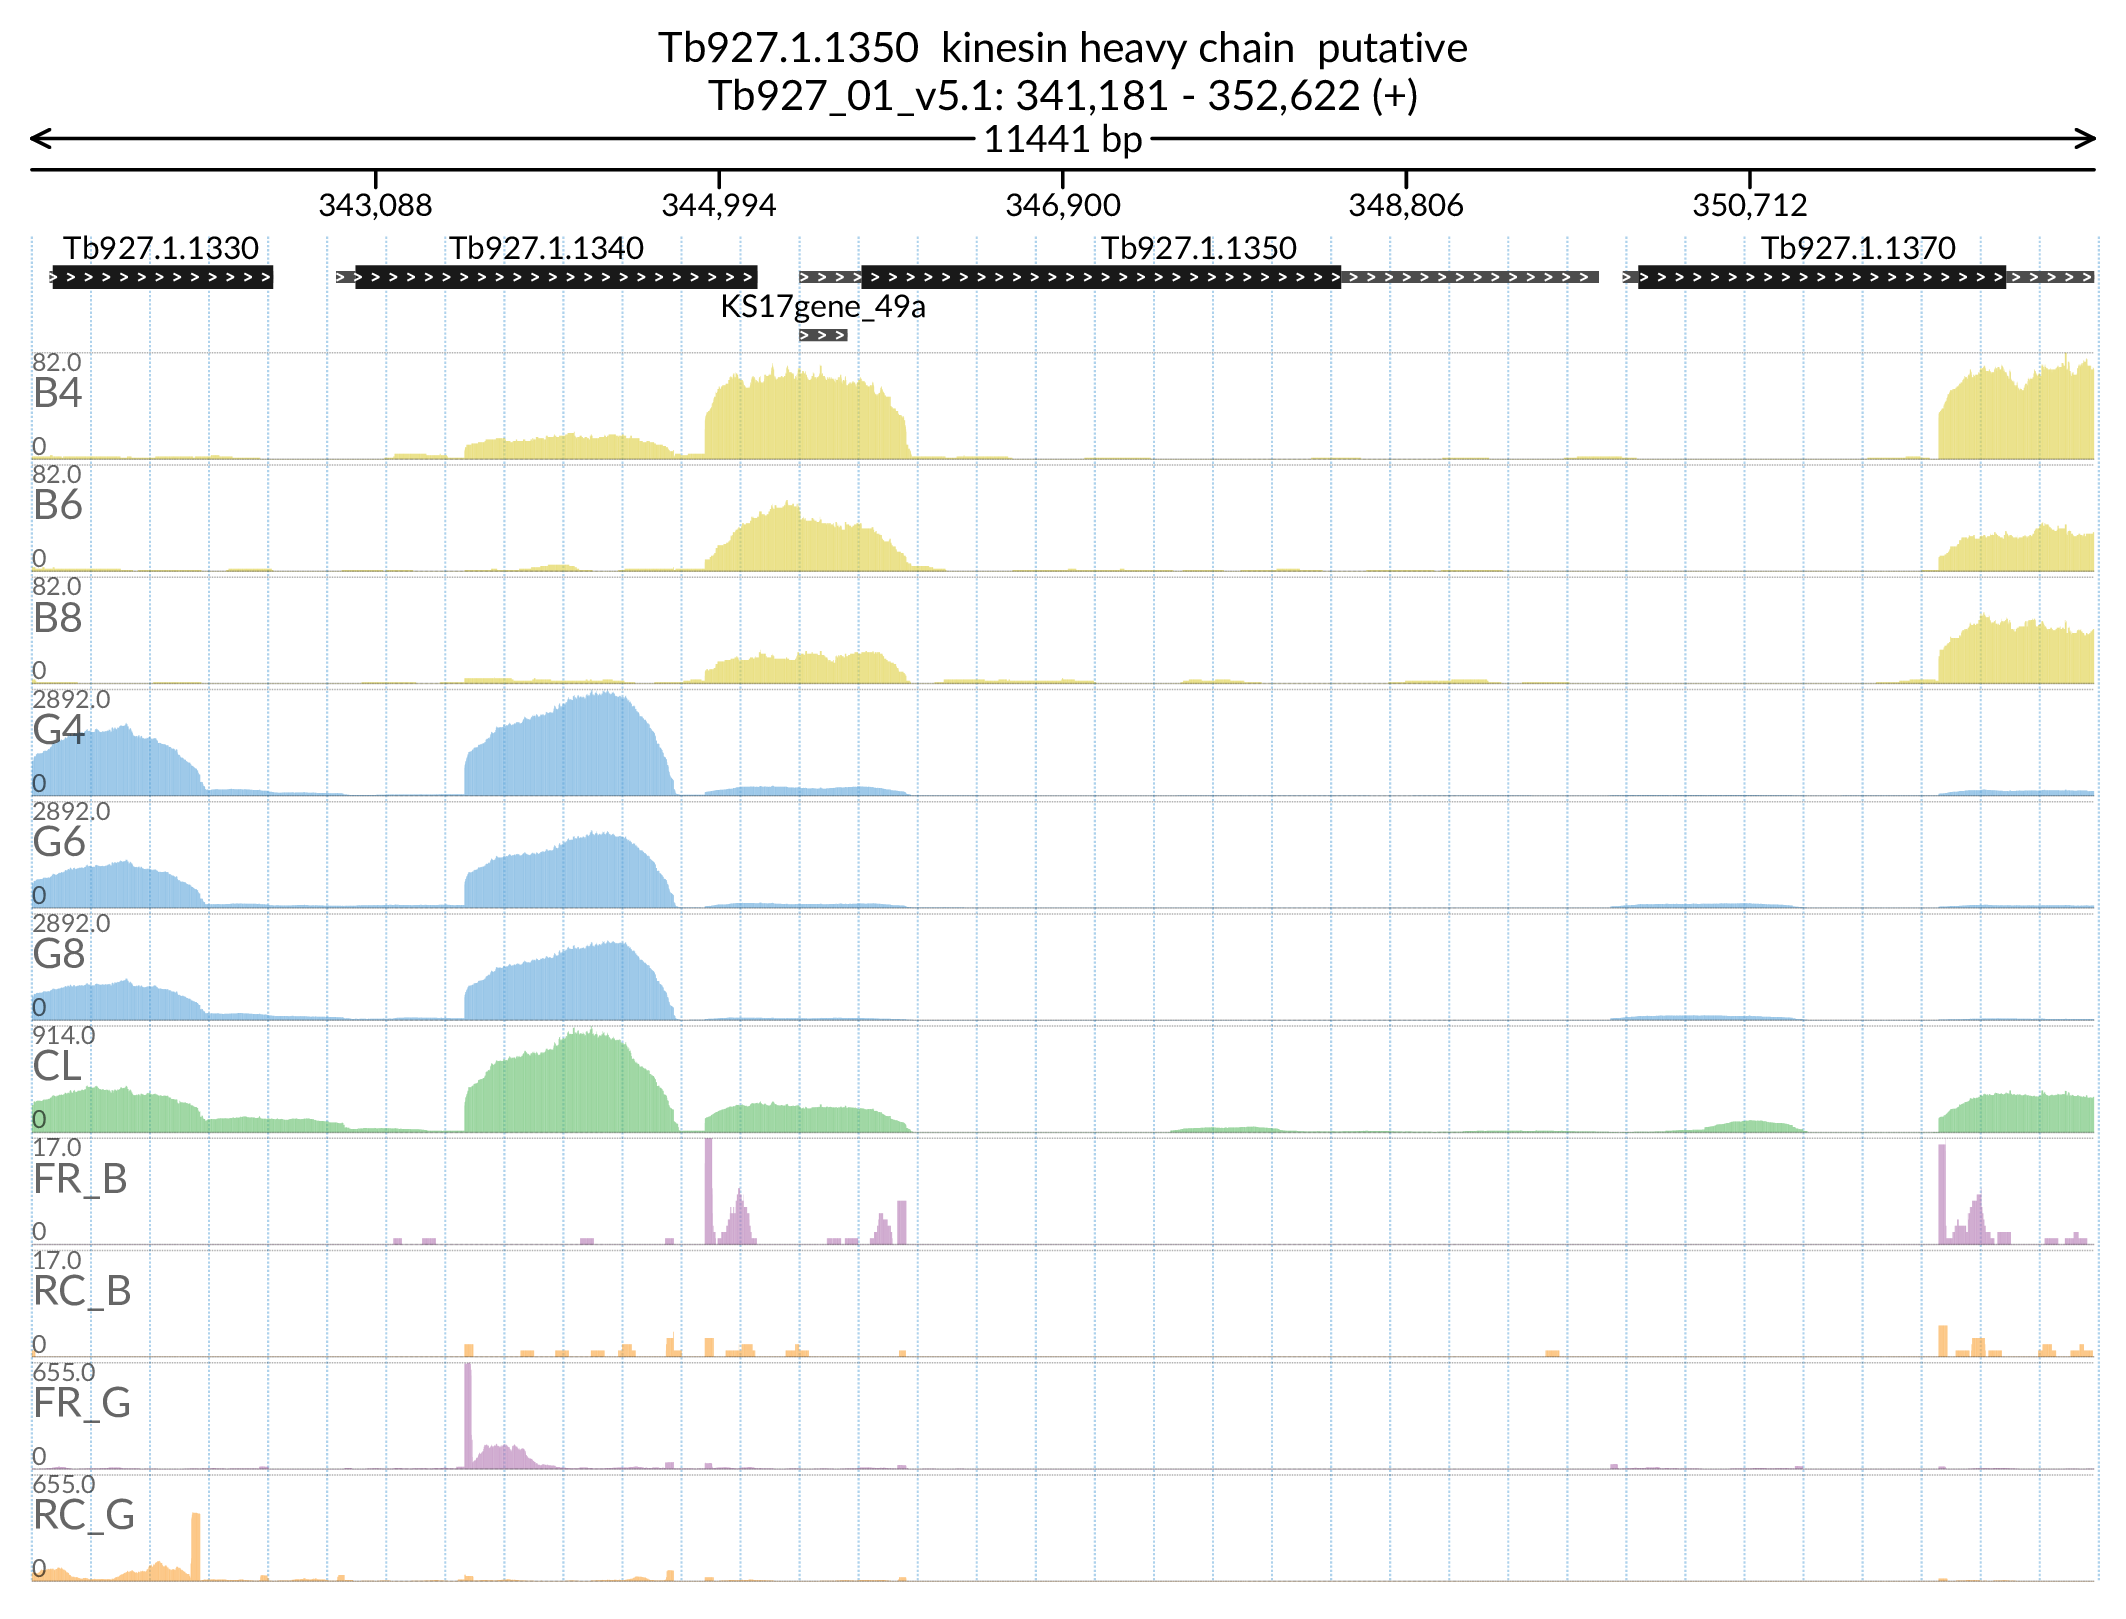 Tb927.1.1350  kinesin heavy chain  putative
Tb927_01_v5.1: 341,181 - 352,622 (+)
11441 bp
343,088 344,994 346,900 348,806 350,712
Tb927.1.1330 Tb927.1.1340 Tb927.1.1350 Tb927.1.1370
KS17gene_49a
82.0
B4
0
82.0
B6
0
82.0
B8
0
2892.0
G4
0
2892.0
G6
0
2892.0
G8
0
914.0
CL
0
17.0
FR_B
0
17.0
RC_B
0
655.0
FR_G
0
655.0
RC_G
0